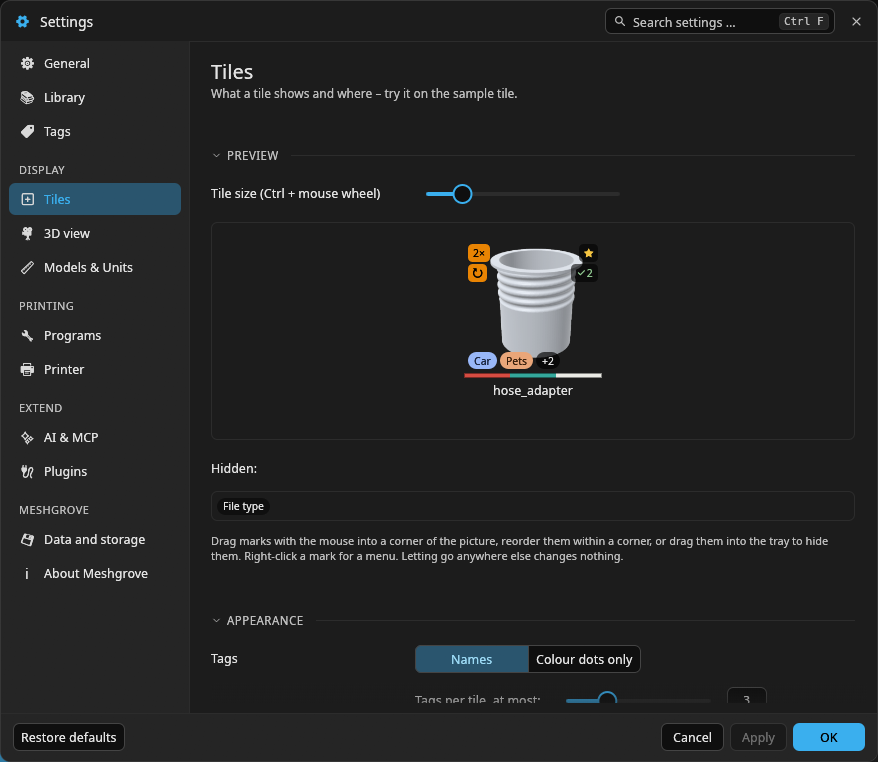 Settings
Search settings ...
Ctrl F
General
Library
Tags
DISPLAY
Tiles
3D view
Models & Units
PRINTING
Programs
Printer
EXTEND
AI & MCP
Plugins
MESHGROVE
Data and storage
About Meshgrove
Tiles
What a tile shows and where – try it on the sample tile.
PREVIEW
Tile size (Ctrl + mouse wheel)
2×
2
Car
Pets
+2
hose_adapter
Hidden:
File type
Drag marks with the mouse into a corner of the picture, reorder them within a corner, or drag them into the tray to hide
them. Right-click a mark for a menu. Letting go anywhere else changes nothing.
APPEARANCE
Tags
Names
Colour dots only
Tags per tile, at most:
3
Restore defaults
Cancel
Apply
OK